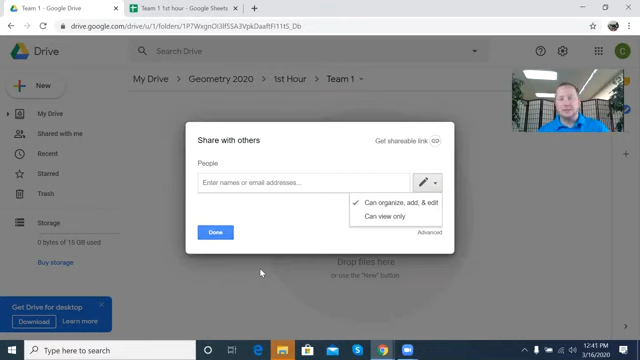 Team 1 - Google Drive
Team 1 1st hour - Google Sheets
drive.google.com/drive/u/1/folders/1P7WxgnOl3lf5SVxpkDaaftFi11tS_Db
Drive
Search Drive
C
New
My Drive
Geometry 2020
1st Hour
Team 1
My Drive
Shared with me
Recent
Starred
Trash
Storage
0 bytes of 15 GB used
Buy storage
Get Drive for desktop
Download
Learn more
Share with others
Get shareable link
People
Enter names or email addresses...
Can organize, add, & edit
Can view only
Done
Advanced
Drop files here
or use the "New" button.
Type here to search
12:41 PM
3/16/2020